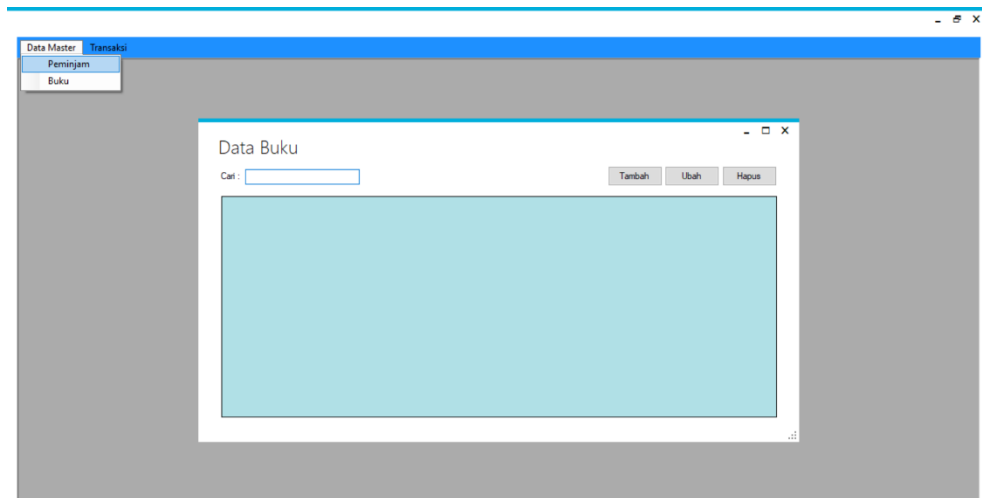 Data Master Transaksi
Peminjam
Buku
Data Buku
Cari :
Tambah Ubah Hapus